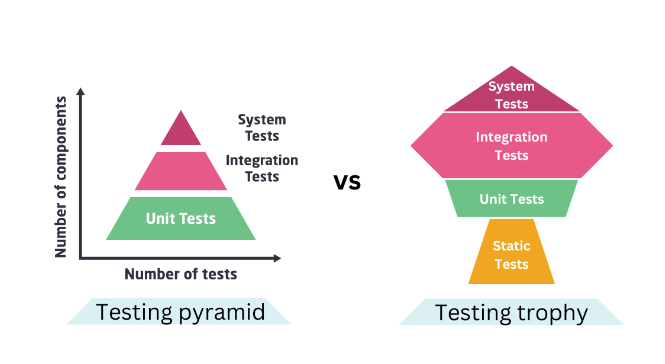 Number of components
System
Tests
Integration
Tests
Unit Tests
Number of tests
Testing pyramid
vs
System
Tests
Integration
Tests
Unit Tests
Static
Tests
Testing trophy